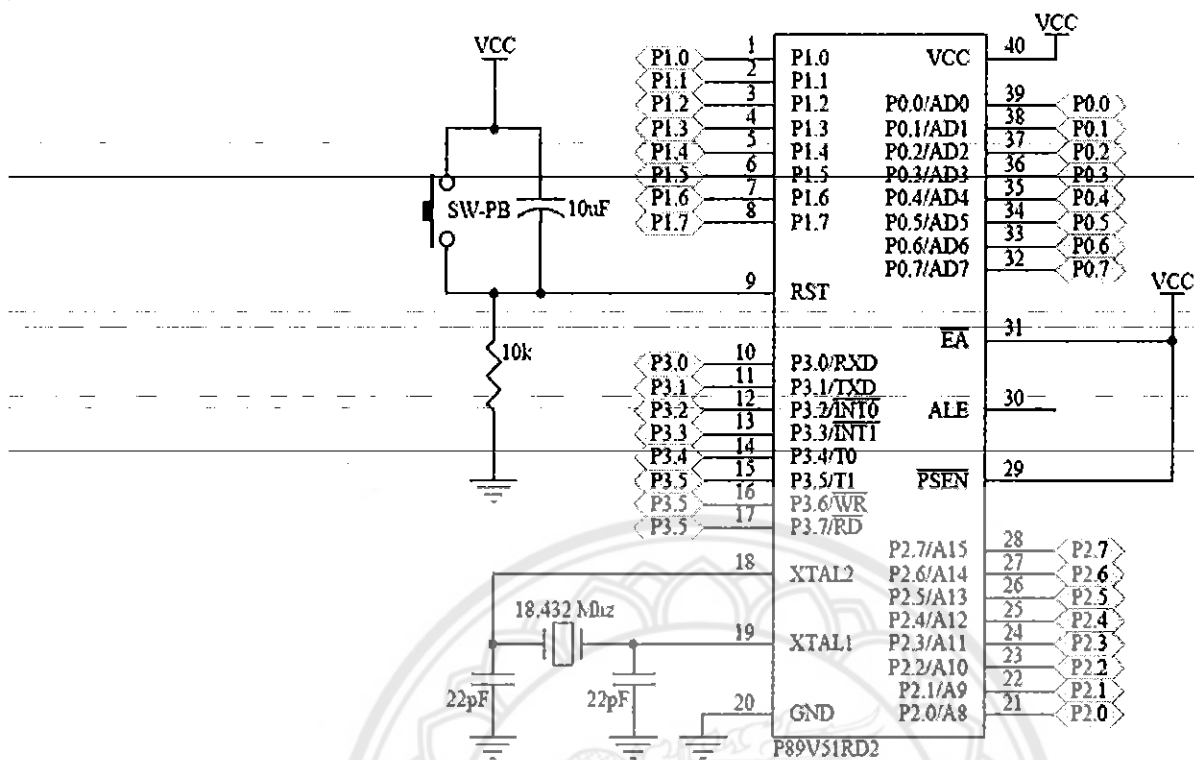 VCC
SW-PB
10uF
10k
18.432 Mhz
22pF
22pF
P1.0 1 P1.0
P1.1 2 P1.1
P1.2 3 P1.2
P1.3 4 P1.3
P1.4 5 P1.4
P1.5 6 P1.5
P1.6 7 P1.6
P1.7 8 P1.7
9 RST
P3.0 10 P3.0/RXD
P3.1 11 P3.1/TXD
P3.2 12 P3.2/INT0
P3.3 13 P3.3/INT1
P3.4 14 P3.4/T0
P3.5 15 P3.5/T1
P3.5 16 P3.6/WR
P3.5 17 P3.7/RD
18 XTAL2
19 XTAL1
20 GND
VCC
VCC 40
P0.0/AD0 39 P0.0
P0.1/AD1 38 P0.1
P0.2/AD2 37 P0.2
P0.3/AD3 36 P0.3
P0.4/AD4 35 P0.4
P0.5/AD5 34 P0.5
P0.6/AD6 33 P0.6
P0.7/AD7 32 P0.7
VCC
EA 31
ALE 30
PSEN 29
P2.7/A15 28 P2.7
P2.6/A14 27 P2.6
P2.5/A13 26 P2.5
P2.4/A12 25 P2.4
P2.3/A11 24 P2.3
P2.2/A10 23 P2.2
P2.1/A9 22 P2.1
P2.0/A8 21 P2.0
P89V51RD2